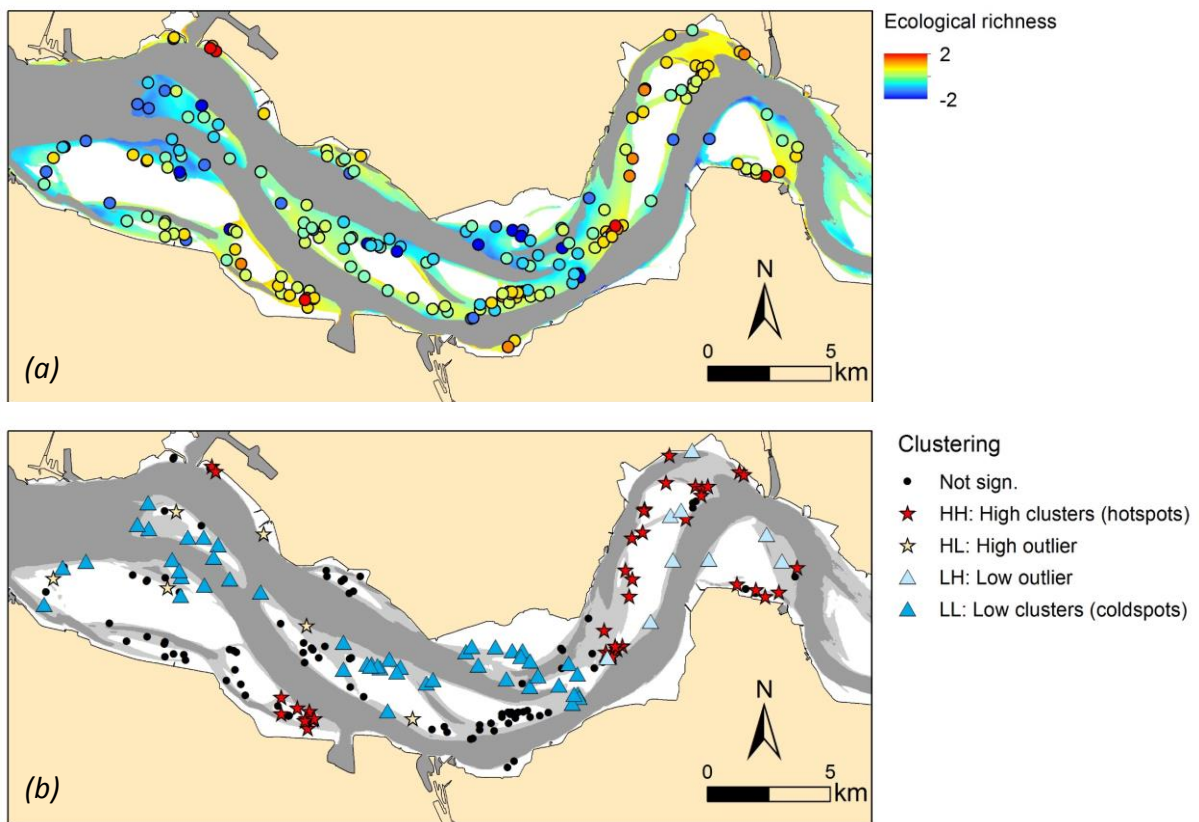 Ecological richness
2
-2
N
0 5
km
(a)
Clustering
Not sign.
HH: High clusters (hotspots)
HL: High outlier
LH: Low outlier
LL: Low clusters (coldspots)
N
0 5
km
(b)